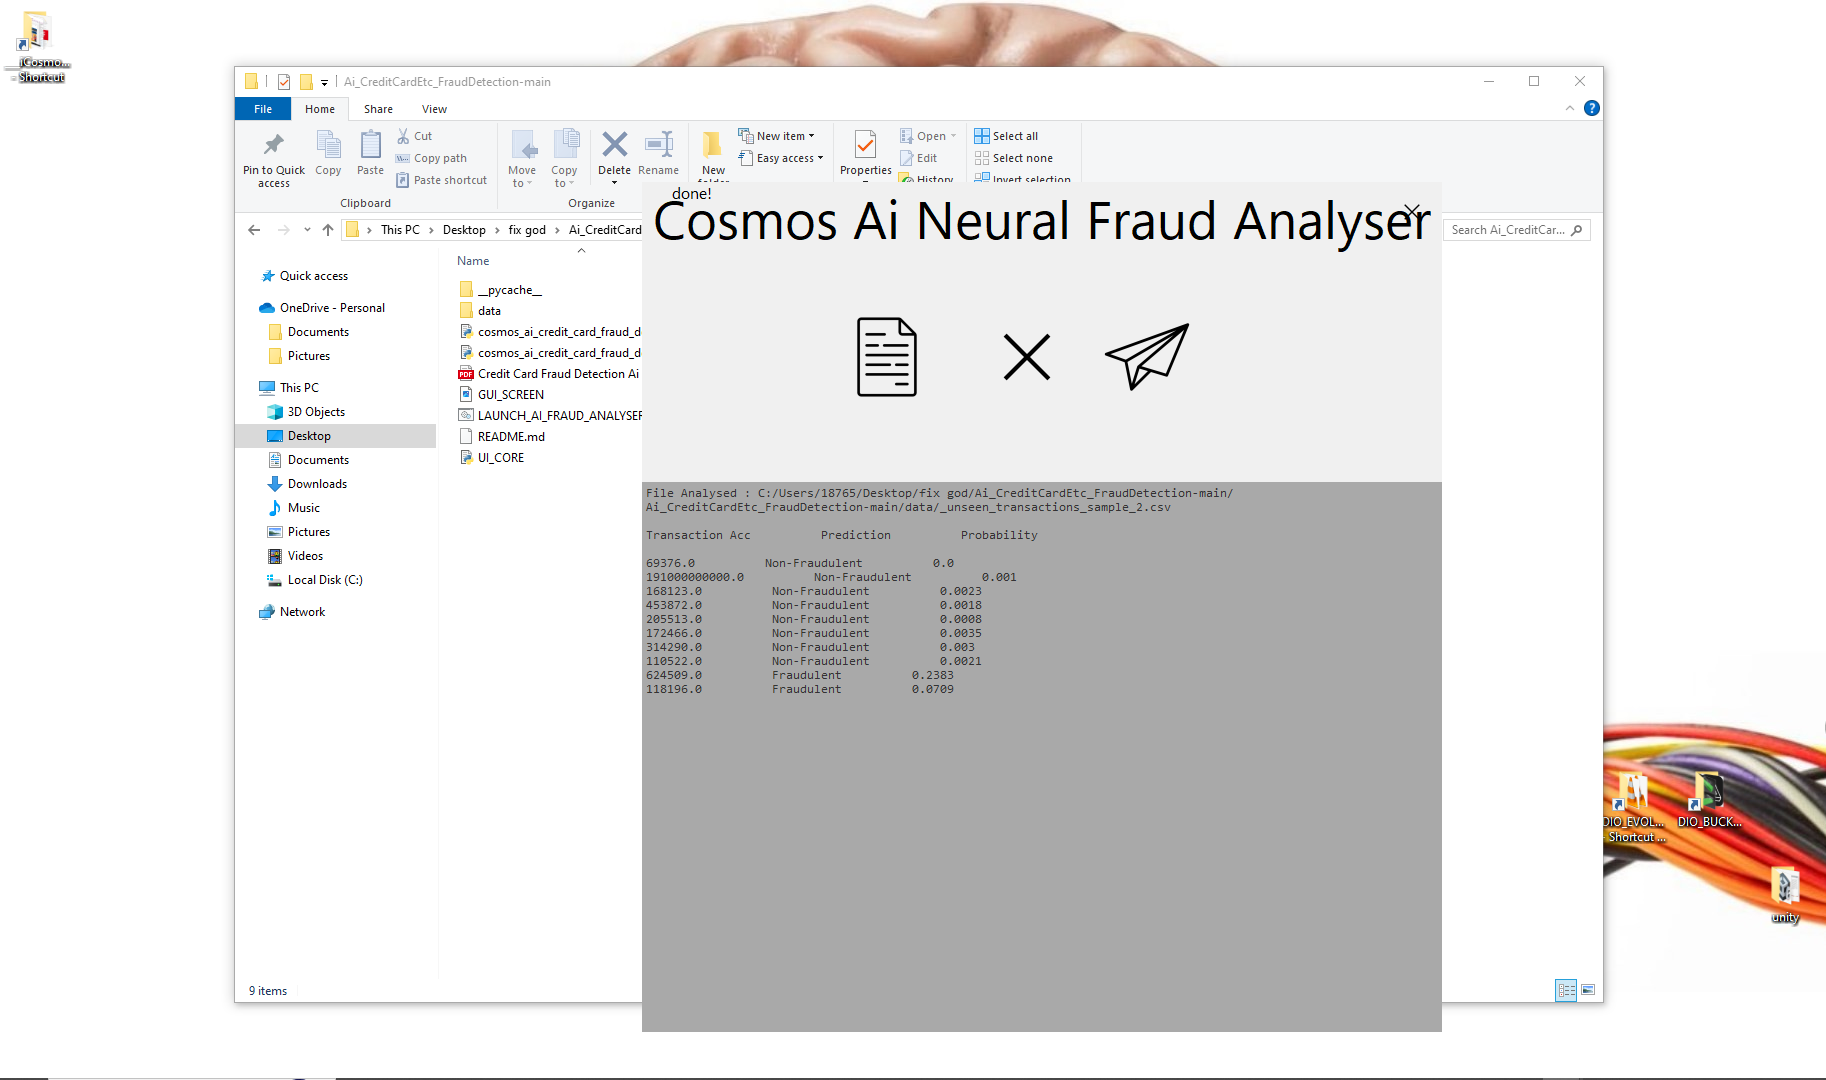 iCosmo...
- Shortcut
Ai_CreditCardEtc_FraudDetection-main
File
Home
Share
View
Pin to Quick access
Copy
Paste
Cut
Copy path
Paste shortcut
Clipboard
Move to
Copy to
Delete
Rename
Organize
New
New item
Easy access
Properties
Open
Edit
History
Select all
Select none
Invert selection
This PC
Desktop
fix god
Ai_CreditCard
Search Ai_CreditCar...
Quick access
OneDrive - Personal
Documents
Pictures
This PC
3D Objects
Desktop
Documents
Downloads
Music
Pictures
Videos
Local Disk (C:)
Network
Name
__pycache__
data
cosmos_ai_credit_card_fraud_d
cosmos_ai_credit_card_fraud_d
PDF
Credit Card Fraud Detection Ai
GUI_SCREEN
LAUNCH_AI_FRAUD_ANALYSER
README.md
UI_CORE
9 items
done!
Cosmos Ai Neural Fraud Analyser
File Analysed : C:/Users/18765/Desktop/fix god/Ai_CreditCardEtc_FraudDetection-main/
Ai_CreditCardEtc_FraudDetection-main/data/_unseen_transactions_sample_2.csv
Transaction Acc Prediction Probability
69376.0 Non-Fraudulent 0.0
191000000000.0 Non-Fraudulent 0.001
168123.0 Non-Fraudulent 0.0023
453872.0 Non-Fraudulent 0.0018
205513.0 Non-Fraudulent 0.0008
172466.0 Non-Fraudulent 0.0035
314290.0 Non-Fraudulent 0.003
110522.0 Non-Fraudulent 0.0021
624509.0 Fraudulent 0.2383
118196.0 Fraudulent 0.0709
DIO_EVOL...
- Shortcut ...
DIO_BUCK...
unity